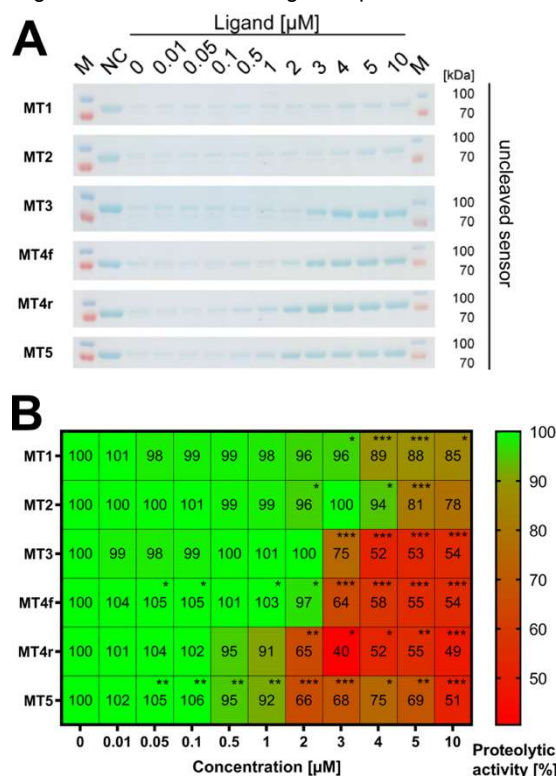 A
Ligand [µM]
M NC 0 0.01 0.05 0.1 0.5 1 2 3 4 5 10 M
[kDa]
MT1
100
70
MT2
100
70
MT3
100
70
MT4f
100
70
MT4r
100
70
MT5
100
70
uncleaved sensor
B
MT1 100 101 98 99 99 98 96 96* 89*** 88*** 85*
MT2 100 100 100 101 99 99 96* 100 94* 81*** 78
MT3 100 99 98 99 100 101 100 75*** 52*** 53*** 54***
MT4f 100 104 105* 105* 101 103* 97* 64*** 58*** 55*** 54***
MT4r 100 101 104 102 95 91 65** 40* 52* 55** 49***
MT5 100 102 105** 106** 95** 92** 66*** 68*** 75* 69** 51***
0 0.01 0.05 0.1 0.5 1 2 3 4 5 10
Concentration [µM]
100
90
80
70
60
50
Proteolytic
activity [%]